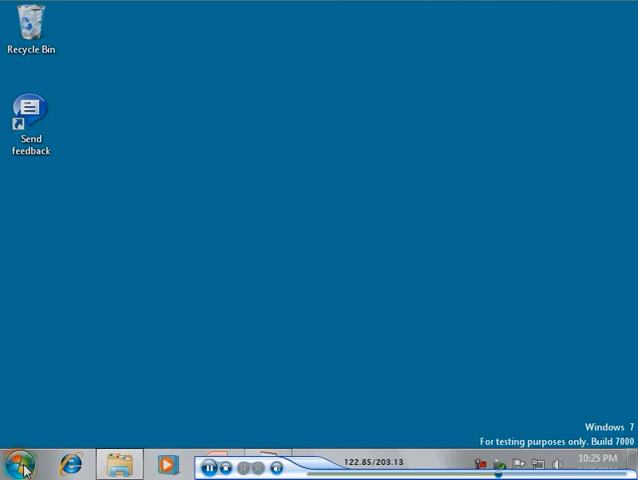 Recycle Bin
Send
feedback
Windows 7
For testing purposes only. Build 7000
122.85/203.13
10:25 PM